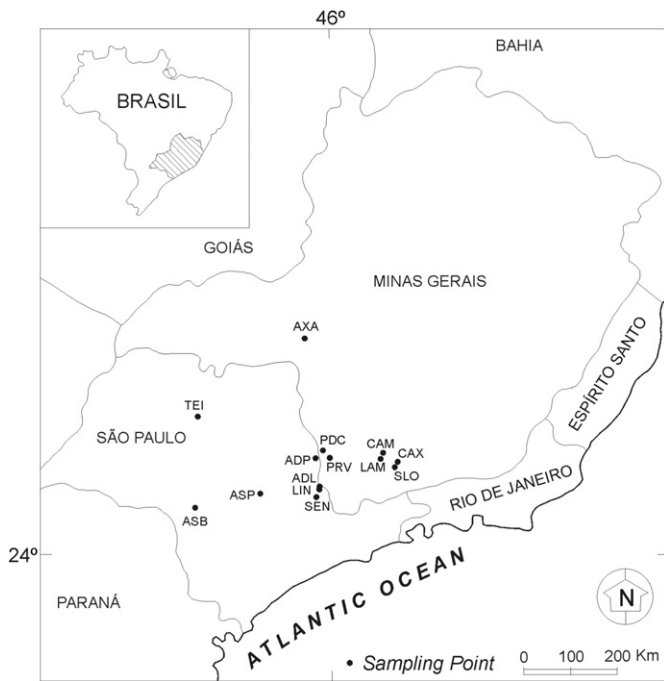 46º
BAHIA
BRASIL
GOIÁS
MINAS GERAIS
AXA
ESPÍRITO SANTO
TEI
SÃO PAULO
PDC
CAM
ADP
PRV
LAM
CAX
SLO
ADL
LIN
SEN
ASP
ASB
RIO DE JANEIRO
24º
ATLANTIC OCEAN
PARANÁ
N
Sampling Point
0 100 200 Km